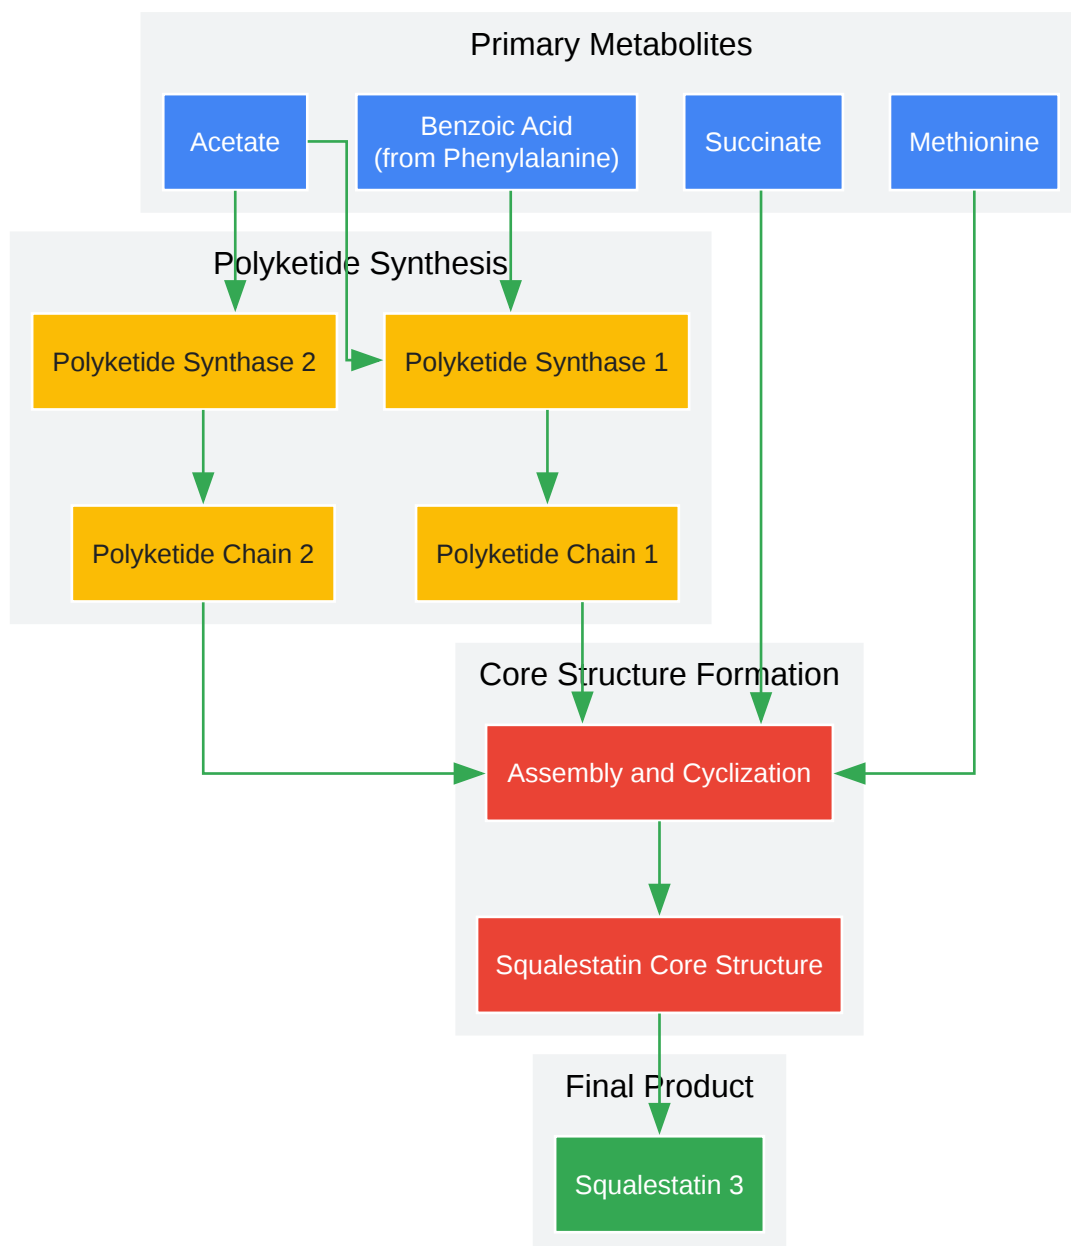 Primary Metabolites
Acetate
Benzoic Acid
(from Phenylalanine)
Succinate
Methionine
Polyketide Synthesis
Polyketide Synthase 2
Polyketide Synthase 1
Polyketide Chain 2
Polyketide Chain 1
Core Structure Formation
Assembly and Cyclization
Squalestatin Core Structure
Final Product
Squalestatin 3